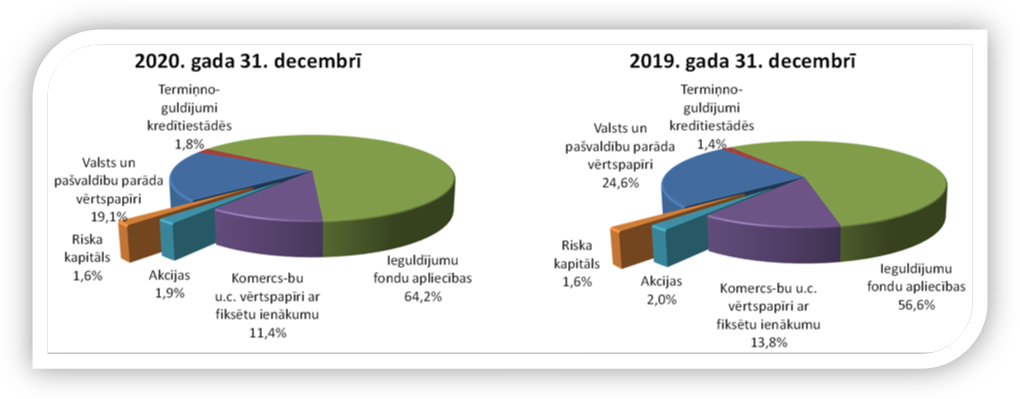 2020. gada 31. decembrī
Termiņno-
guldījumi
kredītiestādēs
1,8%
Valsts un
pašvaldību parāda
vērtspapīri
19,1%
Riska
kapitāls
1,6%
Akcijas
1,9%
Komercs-bu
u.c. vērtspapīri ar
fiksētu ienākumu
11,4%
Ieguldījumu
fondu apliecības
64,2%
2019. gada 31. decembrī
Termiņno-
guldījumi
kredītiestādēs
1,4%
Valsts un
pašvaldību parāda
vērtspapīri
24,6%
Riska
kapitāls
1,6%
Akcijas
2,0%
Komercs-bu u.c.
vērtspapīri ar
fiksētu ienākumu
13,8%
Ieguldījumu
fondu apliecības
56,6%